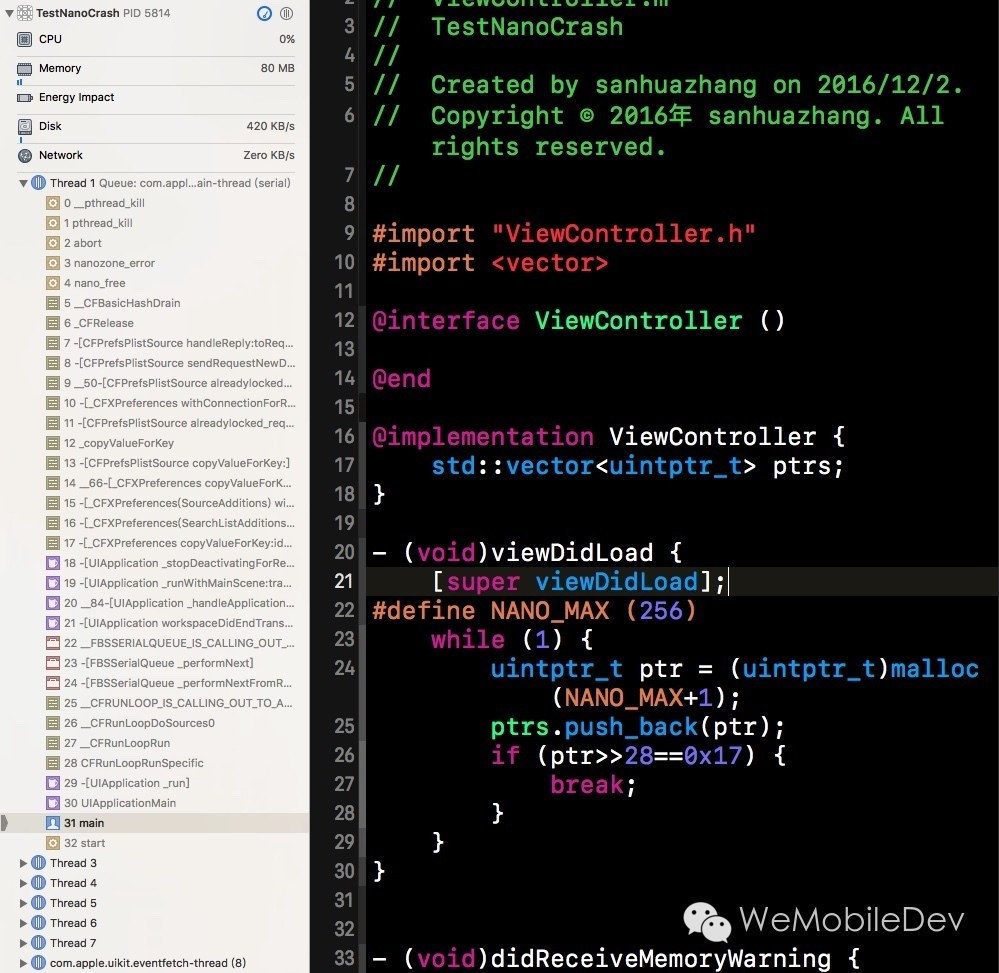 TestNanoCrash PID 5814
CPU 0%
Memory 80 MB
Energy Impact
Disk 420 KB/s
Network Zero KB/s
Thread 1 Queue: com.appl...ain-thread (serial)
0 __pthread_kill
1 pthread_kill
2 abort
3 nanozone_error
4 nano_free
5 __CFBasicHashDrain
6 _CFRelease
7 -[CFPrefsPlistSource handleReply:toReq...
8 -[CFPrefsPlistSource sendRequestNewD...
9 __50-[CFPrefsPlistSource alreadylocked...
10 -[_CFXPreferences withConnectionForR...
11 -[CFPrefsPlistSource alreadylocked_req...
12 _copyValueForKey
13 -[CFPrefsPlistSource copyValueForKey:]
14 __66-[_CFXPreferences copyValueForK...
15 -[_CFXPreferences(SourceAdditions) wi...
16 -[_CFXPreferences(SearchListAdditions...
17 -[_CFXPreferences copyValueForKey:ide...
18 -[UIApplication _stopDeactivatingForRe...
19 -[UIApplication _runWithMainScene:tra...
20 __84-[UIApplication _handleApplication...
21 -[UIApplication workspaceDidEndTrans...
22 __FBSSERIALQUEUE_IS_CALLING_OUT_...
23 -[FBSSerialQueue _performNext]
24 -[FBSSerialQueue _performNextFromR...
25 __CFRUNLOOP_IS_CALLING_OUT_TO_A...
26 __CFRunLoopDoSources0
27 __CFRunLoopRun
28 CFRunLoopRunSpecific
29 -[UIApplication _run]
30 UIApplicationMain
31 main
32 start
Thread 3
Thread 4
Thread 5
Thread 6
Thread 7
com.apple.uikit.eventfetch-thread (8)
2 // ViewController.m
3 // TestNanoCrash
4 //
5 // Created by sanhuazhang on 2016/12/2.
6 // Copyright © 2016年 sanhuazhang. All
rights reserved.
7 //
8
9 #import "ViewController.h"
10 #import <vector>
11
12 @interface ViewController ()
13
14 @end
15
16 @implementation ViewController {
17 std::vector<uintptr_t> ptrs;
18 }
19
20 - (void)viewDidLoad {
21 [super viewDidLoad];
22 #define NANO_MAX (256)
23 while (1) {
24 uintptr_t ptr = (uintptr_t)malloc
(NANO_MAX+1);
25 ptrs.push_back(ptr);
26 if (ptr>>28==0x17) {
27 break;
28 }
29 }
30 }
31
32
33 - (void)didReceiveMemoryWarning {
WeMobileDev